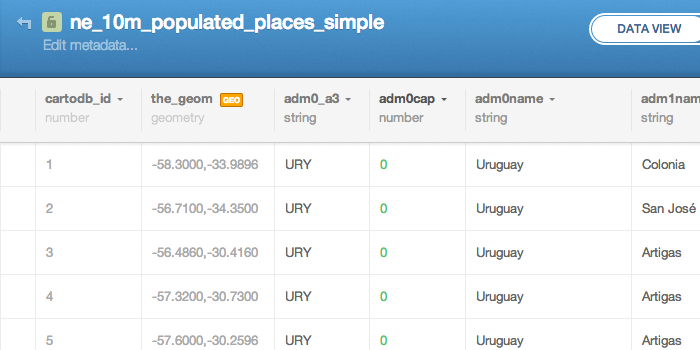 ne_10m_populated_places_simple
Edit metadata...
DATA VIEW
cartodb_id the_geom GEO adm0_a3 adm0cap adm0name adm1nam
number geometry string number string string
1 -58.3000,-33.9896 URY 0 Uruguay Colonia
2 -56.7100,-34.3500 URY 0 Uruguay San José
3 -56.4860,-30.4160 URY 0 Uruguay Artigas
4 -57.3200,-30.7300 URY 0 Uruguay Artigas
5 -57.6000,-30.2596 URY 0 Uruguay Artigas